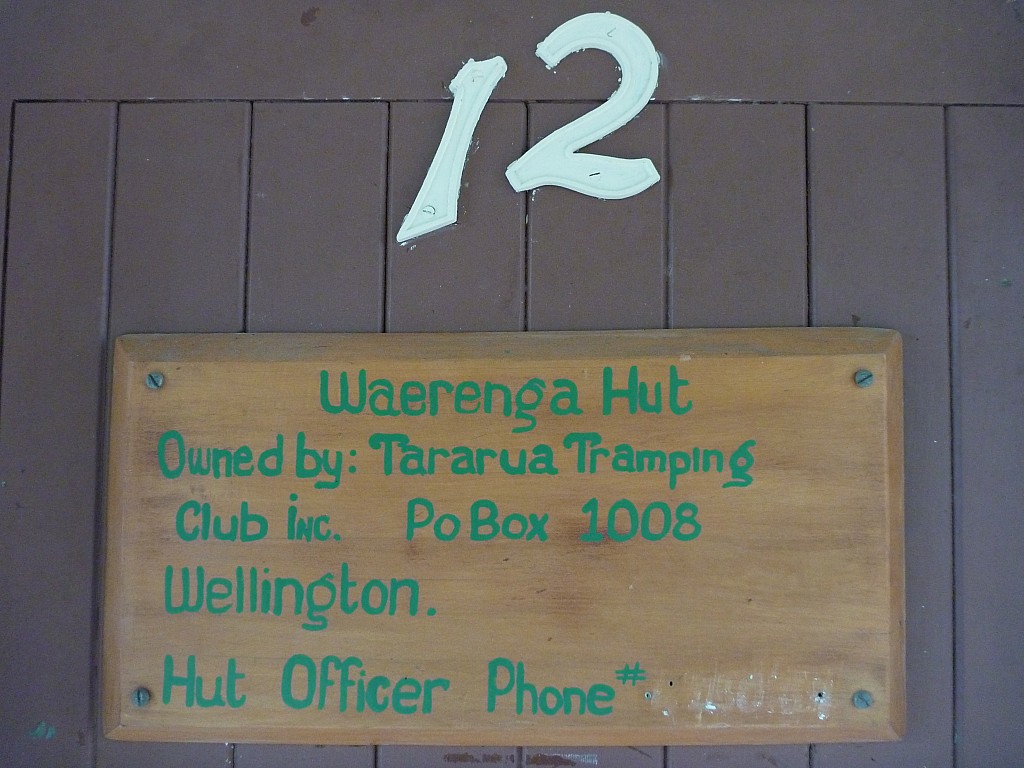 12
Waerenga Hut
Owned by: Tararua Tramping
Club Inc. Po Box 1008
Wellington.
Hut Officer Phone #